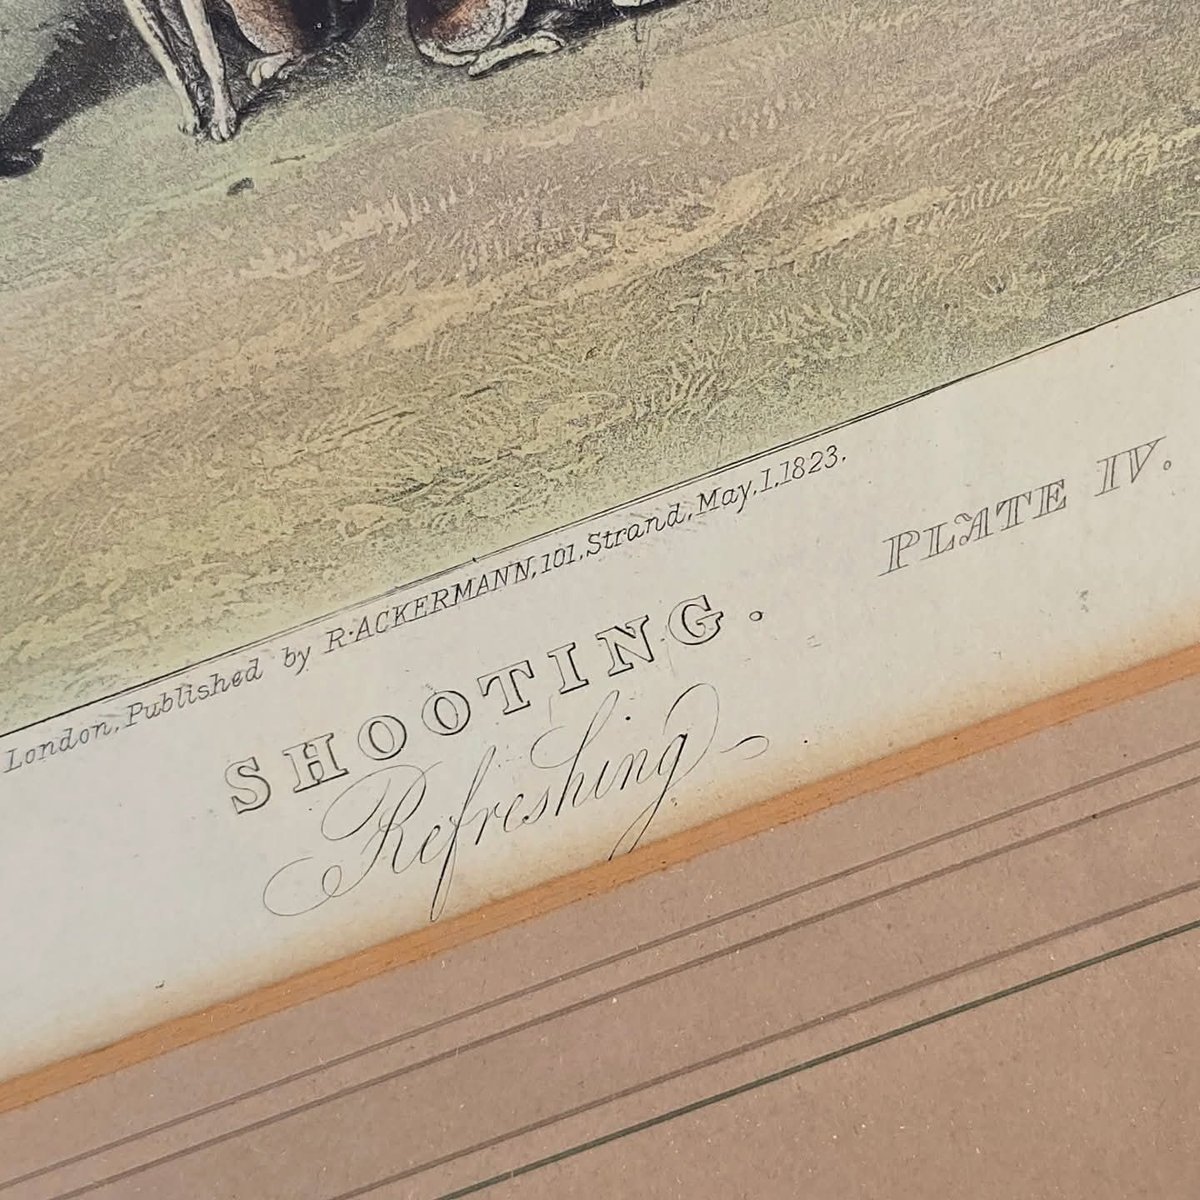 London, Published by R. ACKERMANN, 101, Strand, May, 1, 1823.
PLATE IV.
SHOOTING.
Refreshing